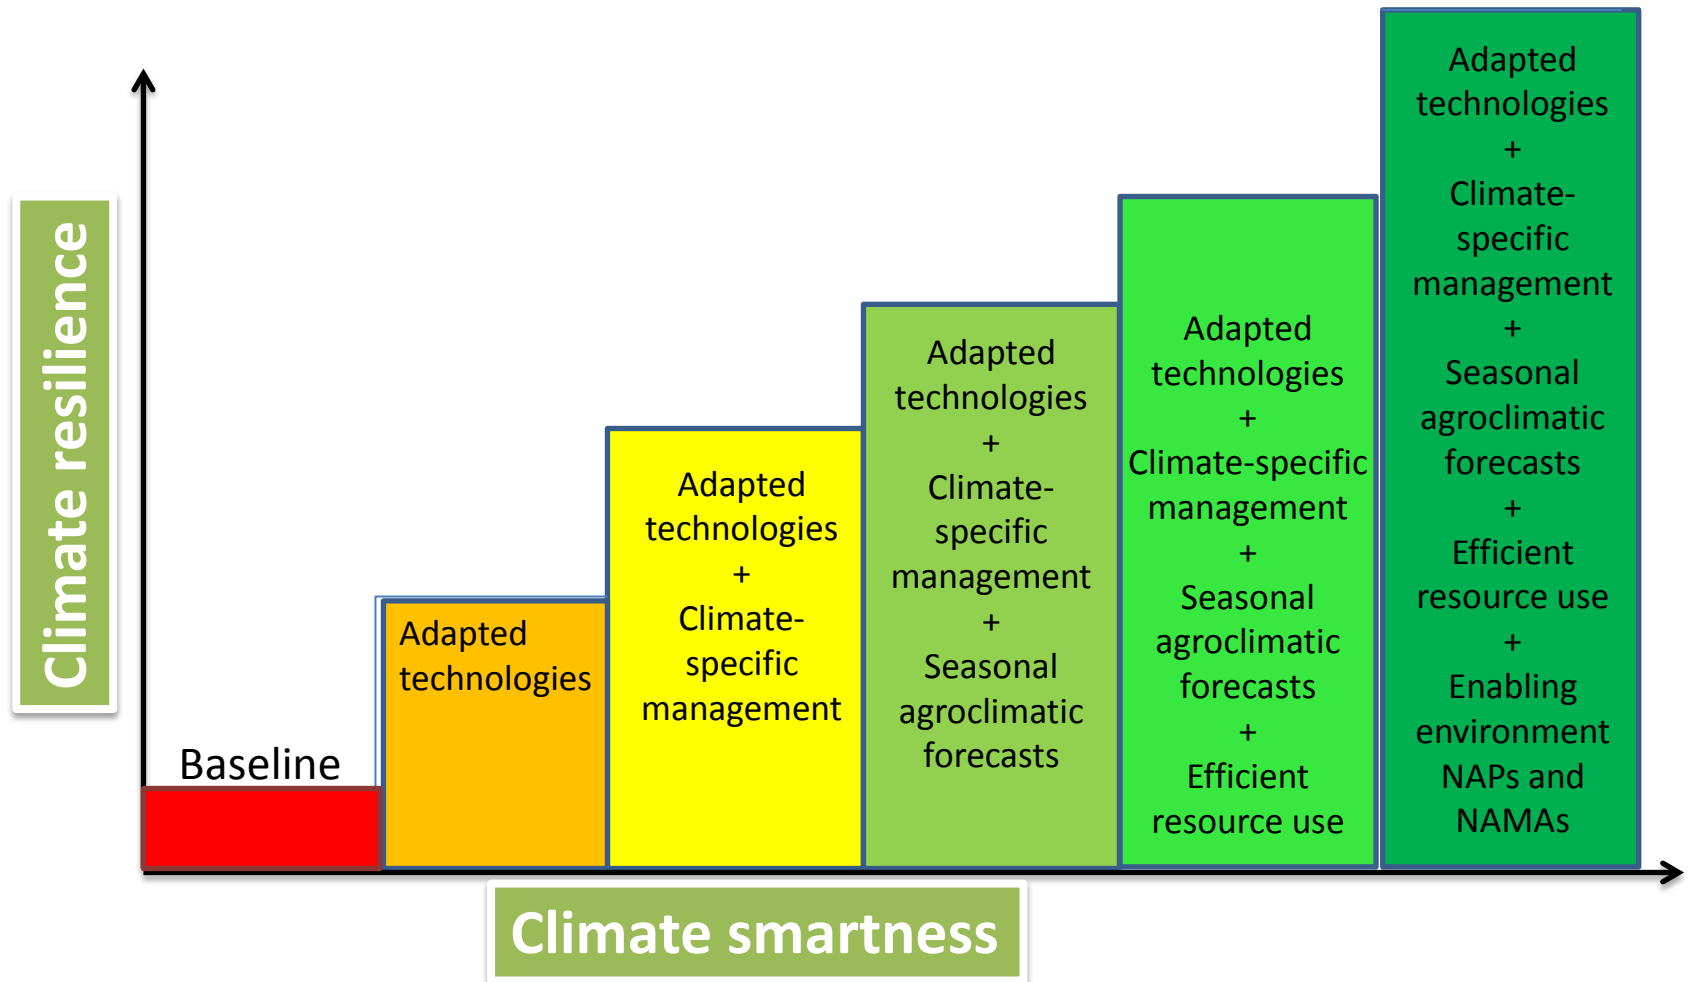 Climate resilience
Baseline
Adapted
technologies
Adapted
technologies
+
Climate-
specific
management
Adapted
technologies
+
Climate-
specific
management
+
Seasonal
agroclimatic
forecasts
Adapted
technologies
+
Climate-specific
management
+
Seasonal
agroclimatic
forecasts
+
Efficient
resource use
Adapted
technologies
+
Climate-
specific
management
+
Seasonal
agroclimatic
forecasts
+
Efficient
resource use
+
Enabling
environment
NAPs and
NAMAs
Climate smartness